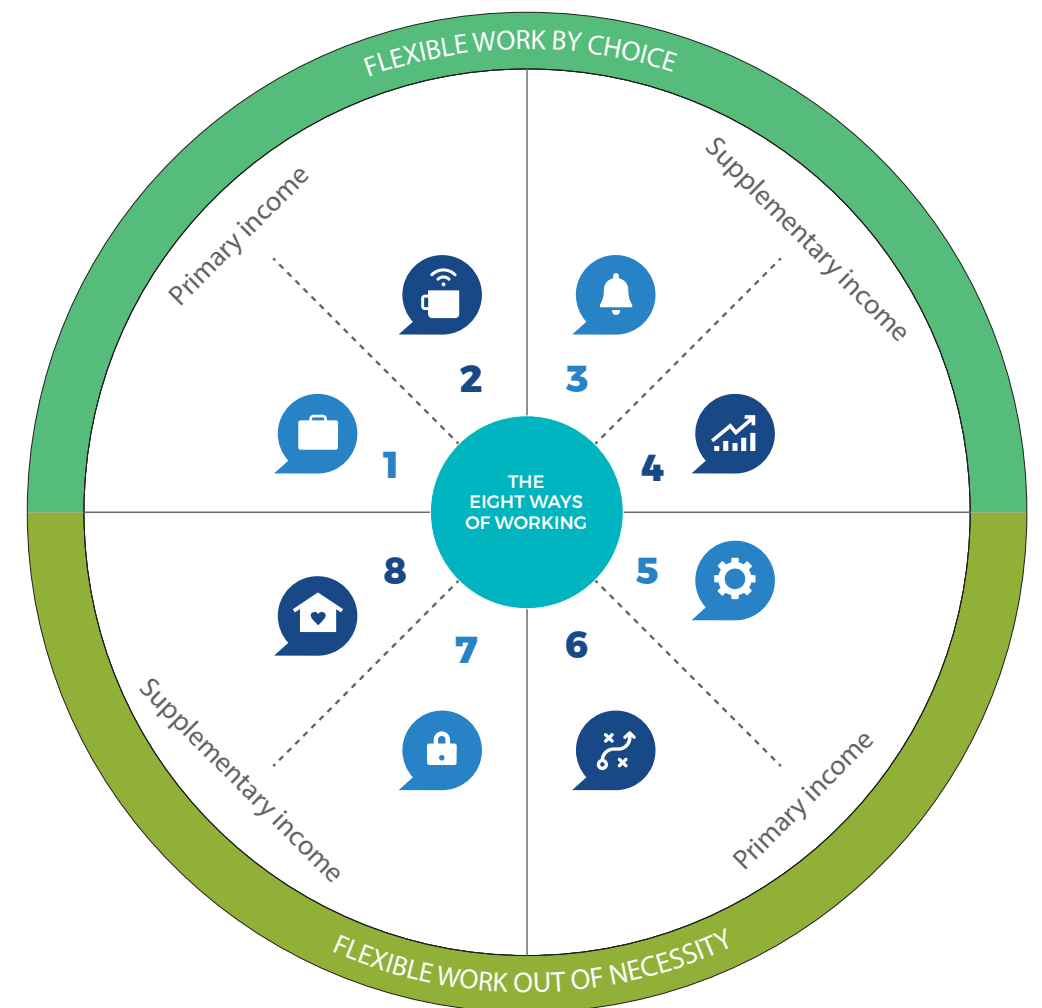 FLEXIBLE WORK BY CHOICE
Primary income
Supplementary income
2
3
1
4
THE
EIGHT WAYS
OF WORKING
8
5
7
6
Supplementary income
Primary income
FLEXIBLE WORK OUT OF NECESSITY